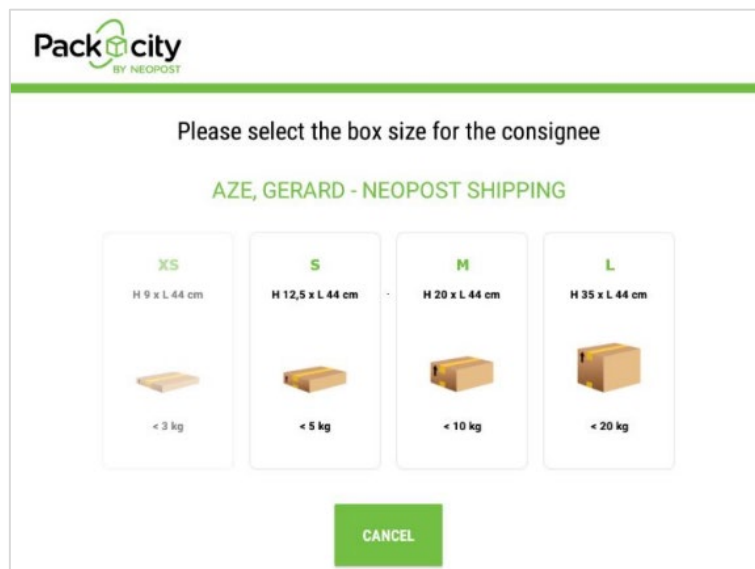 Pack city
BY NEOPOST
Please select the box size for the consignee
AZE, GERARD - NEOPOST SHIPPING
XS
H 9 x L 44 cm
< 3 kg
S
H 12,5 x L 44 cm
< 5 kg
M
H 20 x L 44 cm
< 10 kg
L
H 35 x L 44 cm
< 20 kg
CANCEL